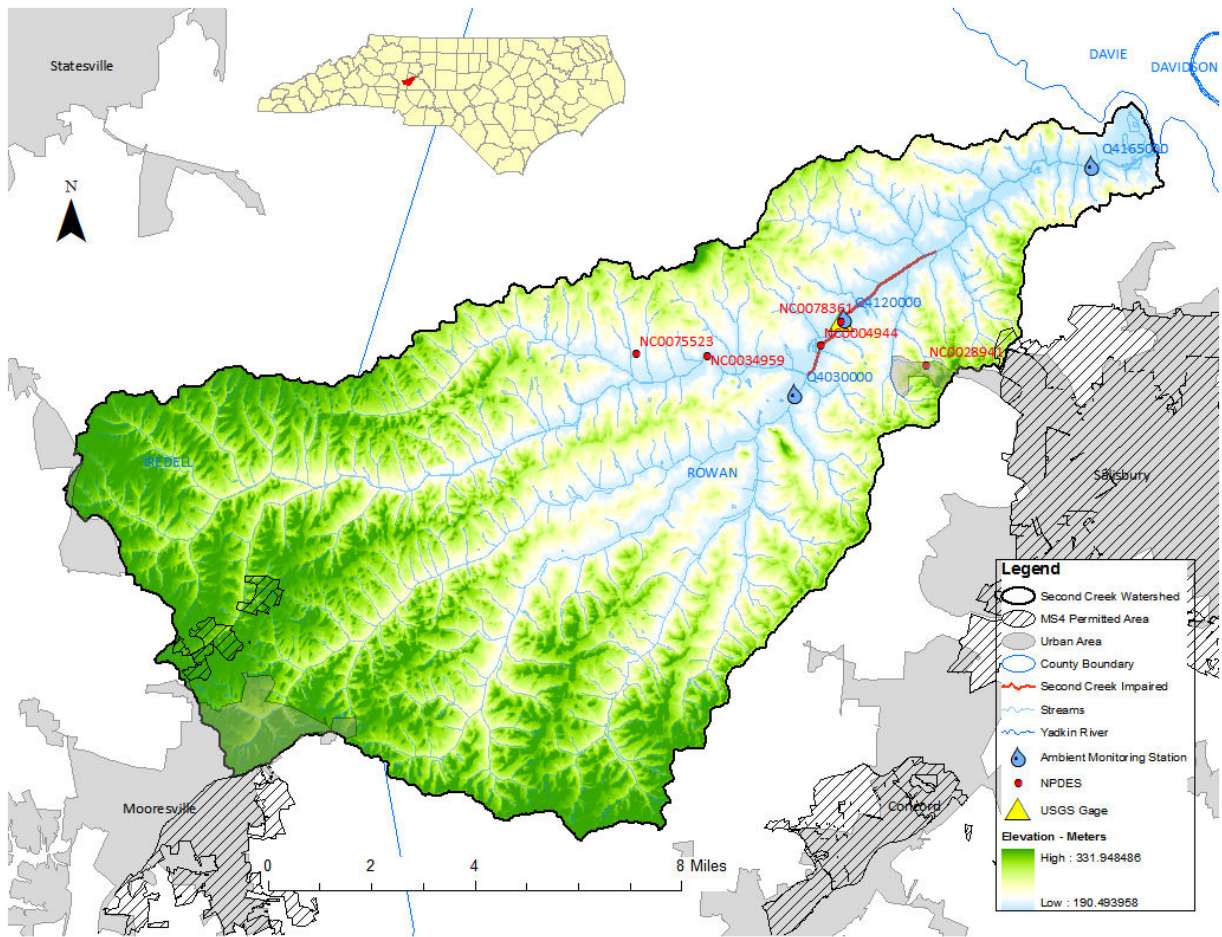 Statesville
DAVIE
DAVIDSON
N
Q4165000
NC0078361
Q4120000
NC0004944
NC0075523
NC0034959
NC0028941
Q4030000
IREDELL
ROWAN
Salisbury
Mooresville
Concord
0 2 4 8 Miles
Legend
Second Creek Watershed
MS4 Permitted Area
Urban Area
County Boundary
Second Creek Impaired
Streams
Yadkin River
Ambient Monitoring Station
NPDES
USGS Gage
Elevation - Meters
High : 331.948486
Low : 190.493958